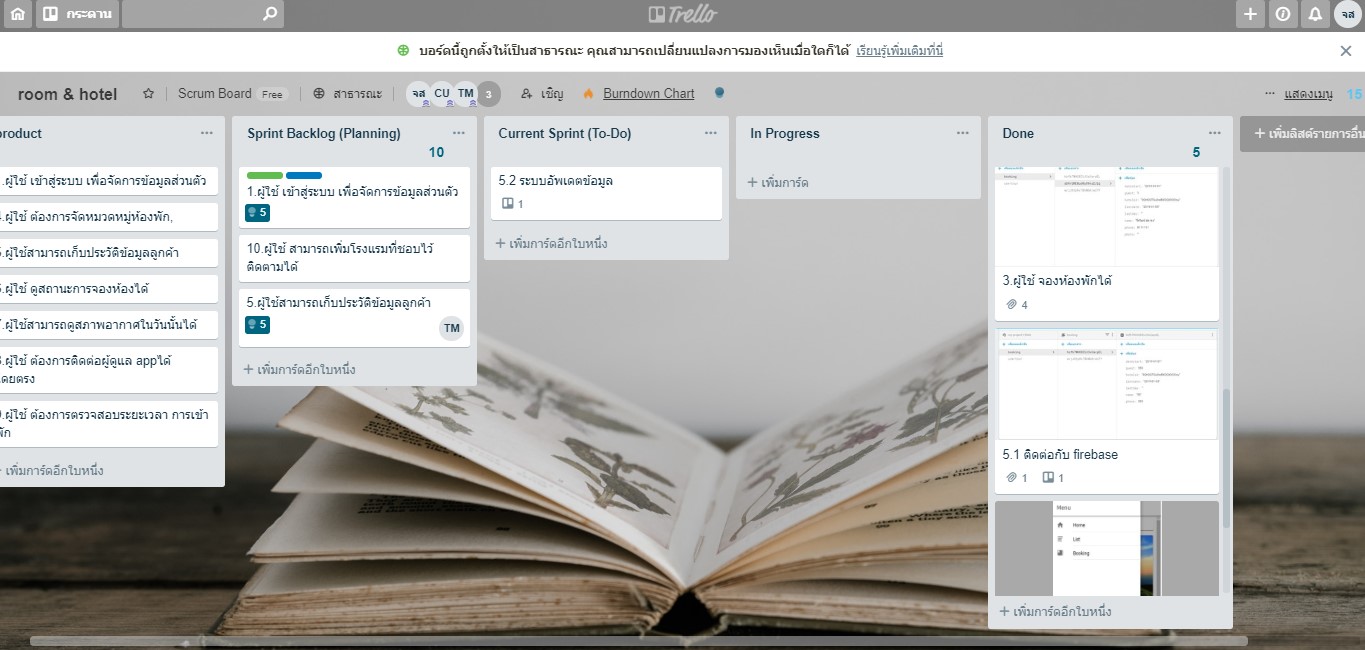 กระดาน
Trello
จส
บอร์ดนี้ถูกตั้งให้เป็นสาธารณะ คุณสามารถเปลี่ยนแปลงการมองเห็นเมื่อใดก็ได้ เรียนรู้เพิ่มเติมที่นี่
room & hotel
Scrum Board Free
สาธารณะ
จส CU TM 3
เชิญ
Burndown Chart
... แสดงเมนู
15
product
.ผู้ใช้ เข้าสู่ระบบ เพื่อจัดการข้อมูลส่วนตัว
.ผู้ใช้ ต้องการจัดหมวดหมู่ห้องพัก,
.ผู้ใช้สามารถเก็บประวัติข้อมูลลูกค้า
.ผู้ใช้ ดูสถานะการจองห้องได้
.ผู้ใช้สามารถดูสภาพอากาศในวันนั้นได้
.ผู้ใช้ ต้องการติดต่อผู้ดูแล appได้
ดยตรง
.ผู้ใช้ ต้องการตรวจสอบระยะเวลา การเข้า
พัก
เพิ่มการ์ดอีกใบหนึ่ง
Sprint Backlog (Planning)
10
1.ผู้ใช้ เข้าสู่ระบบ เพื่อจัดการข้อมูลส่วนตัว
5
10.ผู้ใช้ สามารถเพิ่มโรงแรมที่ชอบไว้
ติดตามได้
5.ผู้ใช้สามารถเก็บประวัติข้อมูลลูกค้า
5
TM
+ เพิ่มการ์ดอีกใบหนึ่ง
Current Sprint (To-Do)
5.2 ระบบอัพเดตข้อมูล
1
+ เพิ่มการ์ดอีกใบหนึ่ง
In Progress
+ เพิ่มการ์ด
Done
5
3.ผู้ใช้ จองห้องพักได้
4
5.1 ติดต่อกับ firebase
1 1
Menu
Home
List
Booking
+ เพิ่มการ์ดอีกใบหนึ่ง
+ เพิ่มลิสต์รายการอื่น